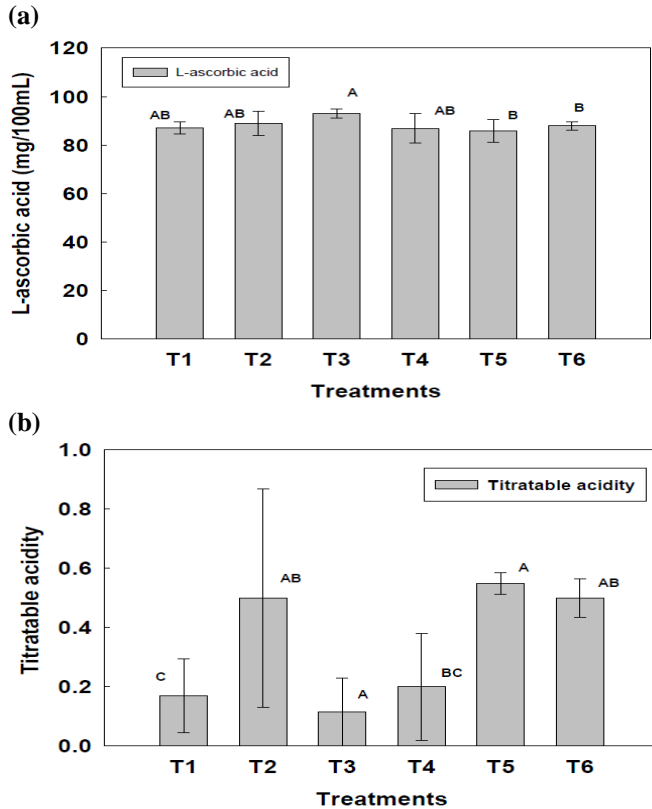 (a)
L-ascorbic acid (mg/100mL)
120
100
80
60
40
20
0
L-ascorbic acid
AB
AB
A
AB
B
B
T1 T2 T3 T4 T5 T6
Treatments
(b)
Titratable acidity
1.0
0.8
0.6
0.4
0.2
0.0
Titratable acidity
C
AB
A
BC
A
AB
T1 T2 T3 T4 T5 T6
Treatments